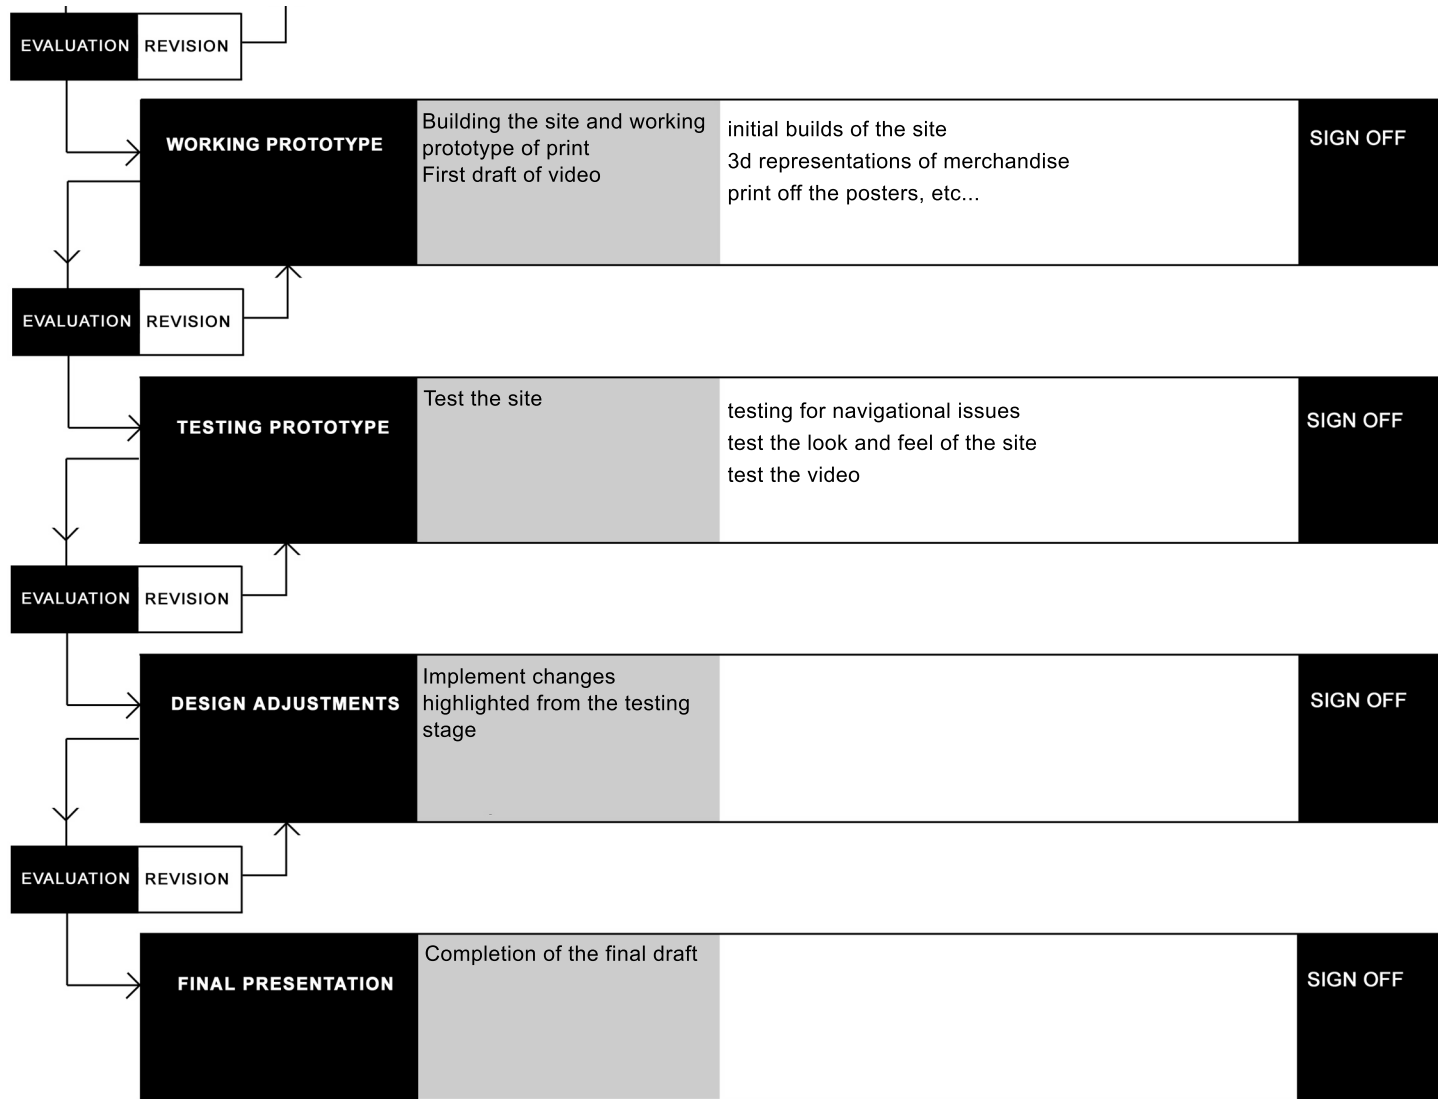 EVALUATION REVISION
WORKING PROTOTYPE
Building the site and working
prototype of print
First draft of video
initial builds of the site
3d representations of merchandise
print off the posters, etc...
SIGN OFF
EVALUATION REVISION
TESTING PROTOTYPE
Test the site
testing for navigational issues
test the look and feel of the site
test the video
SIGN OFF
EVALUATION REVISION
DESIGN ADJUSTMENTS
Implement changes
highlighted from the testing
stage
SIGN OFF
EVALUATION REVISION
FINAL PRESENTATION
Completion of the final draft
SIGN OFF